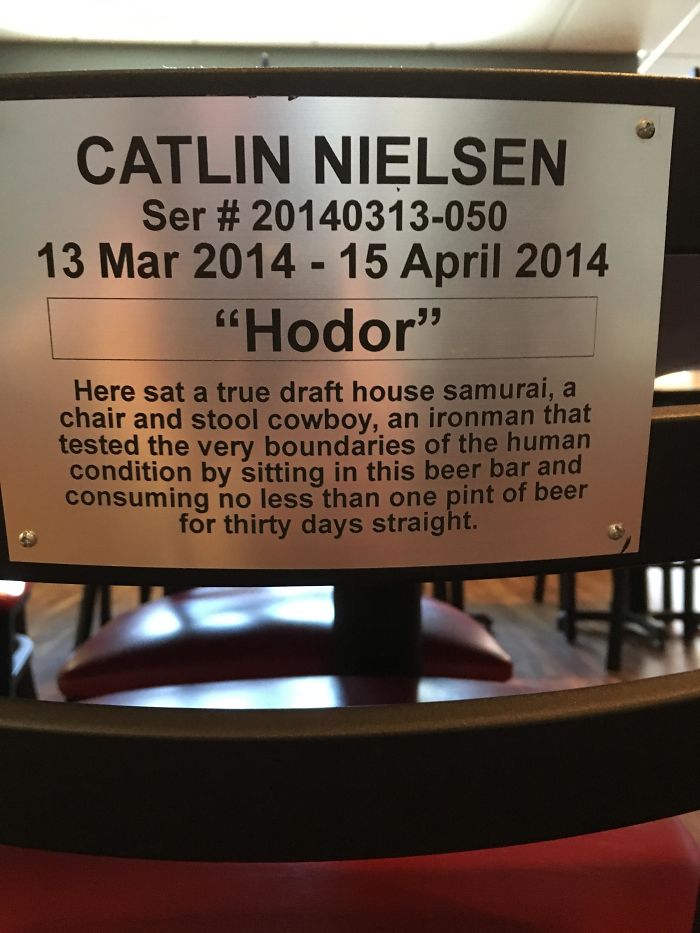 CATLIN NIELSEN
Ser # 20140313-050
13 Mar 2014 - 15 April 2014
“Hodor”
Here sat a true draft house samurai, a
chair and stool cowboy, an ironman that
tested the very boundaries of the human
condition by sitting in this beer bar and
consuming no less than one pint of beer
for thirty days straight.